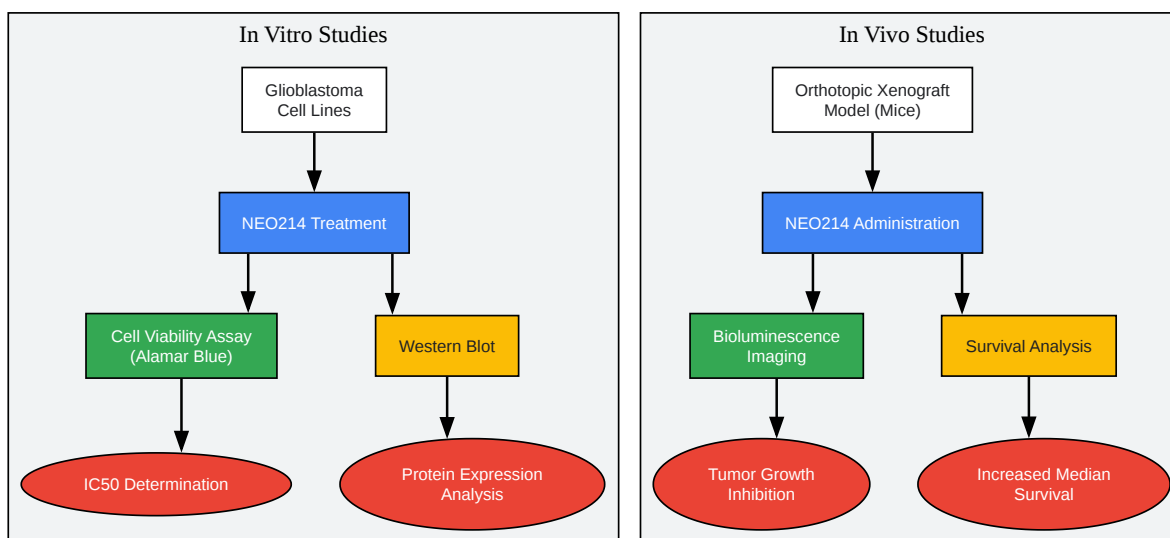 In Vitro Studies
Glioblastoma
Cell Lines
NEO214 Treatment
Cell Viability Assay
(Alamar Blue)
Western Blot
IC50 Determination
Protein Expression
Analysis
In Vivo Studies
Orthotopic Xenograft
Model (Mice)
NEO214 Administration
Bioluminescence
Imaging
Survival Analysis
Tumor Growth
Inhibition
Increased Median
Survival